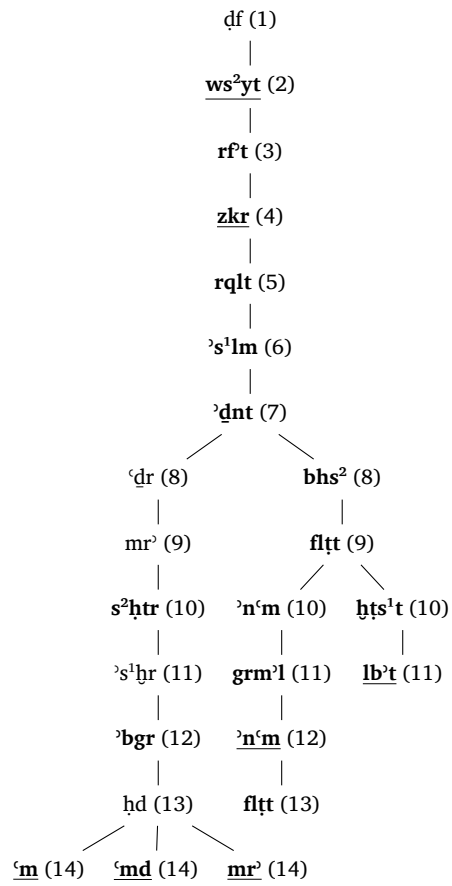 ḍf (1)
ws²yt (2)
rfʾt (3)
zkr (4)
rqlt (5)
ʾs¹lm (6)
ʾḏnt (7)
ʿḏr (8) bhs² (8)
mrʾ (9) flṭt (9)
s²ḥtr (10) ʾnʿm (10) ḫṭs¹t (10)
ʾs¹ḫr (11) grmʾl (11) lbʾt (11)
ʾbgr (12) ʾnʿm (12)
ḥd (13) flṭt (13)
ʿm (14) ʿmd (14) mrʾ (14)